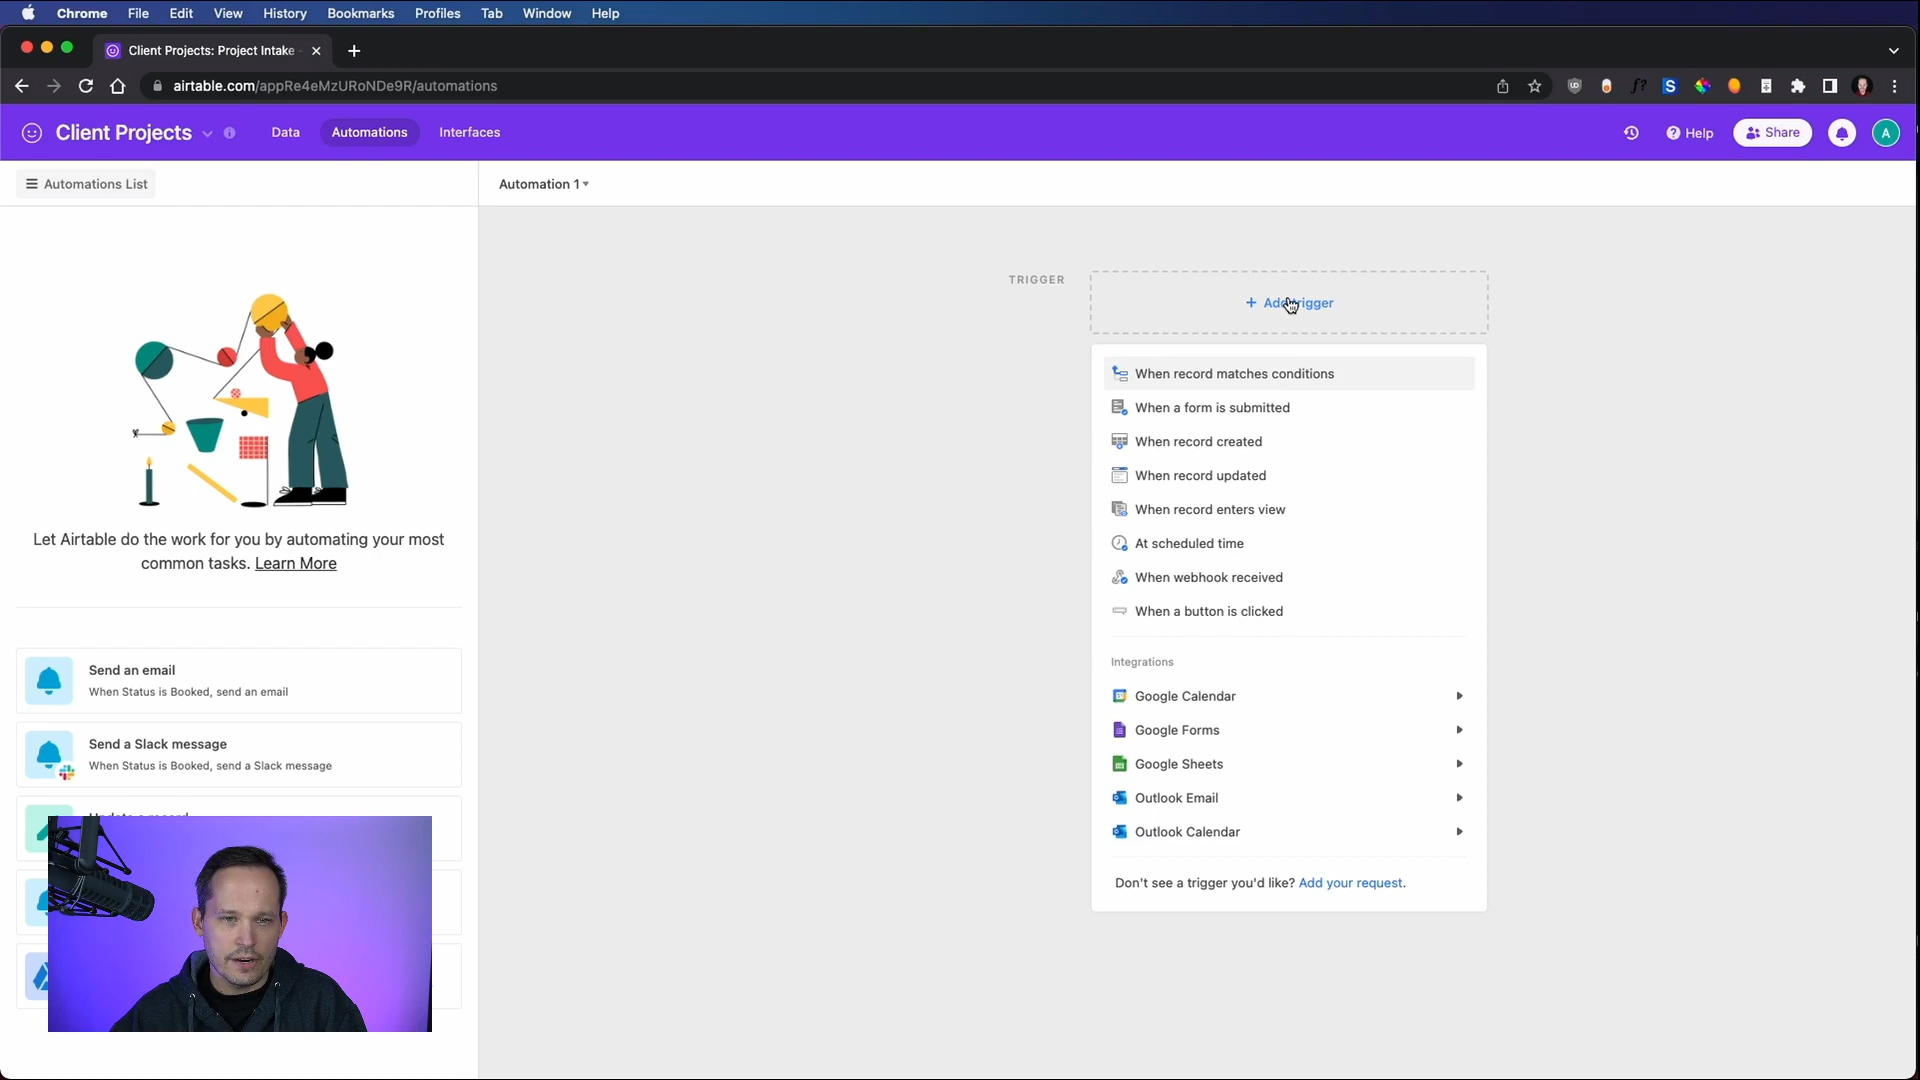 Chrome File Edit View History Bookmarks Profiles Tab Window Help
Client Projects: Project Intake -
airtable.com/appRe4eMzURoNDe9R/automations
Client Projects Data Automations Interfaces Help Share A
Automations List
Automation 1
TRIGGER
+ Add trigger
When record matches conditions
When a form is submitted
When record created
When record updated
When record enters view
At scheduled time
When webhook received
When a button is clicked
Integrations
Google Calendar
Google Forms
Google Sheets
Outlook Email
Outlook Calendar
Don't see a trigger you'd like? Add your request.
Let Airtable do the work for you by automating your most
common tasks. Learn More
Send an email
When Status is Booked, send an email
Send a Slack message
When Status is Booked, send a Slack message